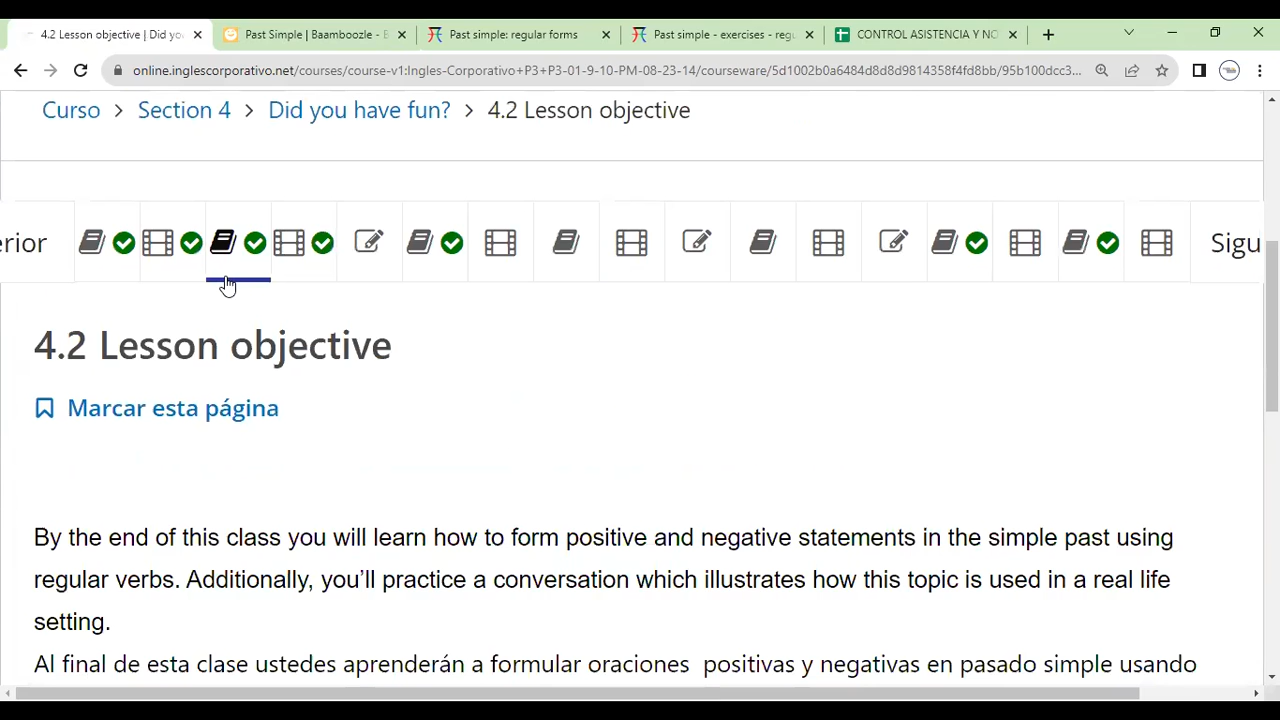 4.2 Lesson objective | Did yo
Past Simple | Baamboozle - B
Past simple: regular forms
Past simple - exercises - regu
CONTROL ASISTENCIA Y NO
online.inglescorporativo.net/courses/course-v1:Ingles-Corporativo+P3+P3-01-9-10-PM-08-23-14/courseware/5d1002b0a6484d8d8d9814358f4fd8bb/95b100dcc3...
Curso > Section 4 > Did you have fun? > 4.2 Lesson objective
erior
Sigu
4.2 Lesson objective
Marcar esta página
By the end of this class you will learn how to form positive and negative statements in the simple past using
regular verbs. Additionally, you’ll practice a conversation which illustrates how this topic is used in a real life
setting.
Al final de esta clase ustedes aprenderán a formular oraciones positivas y negativas en pasado simple usando